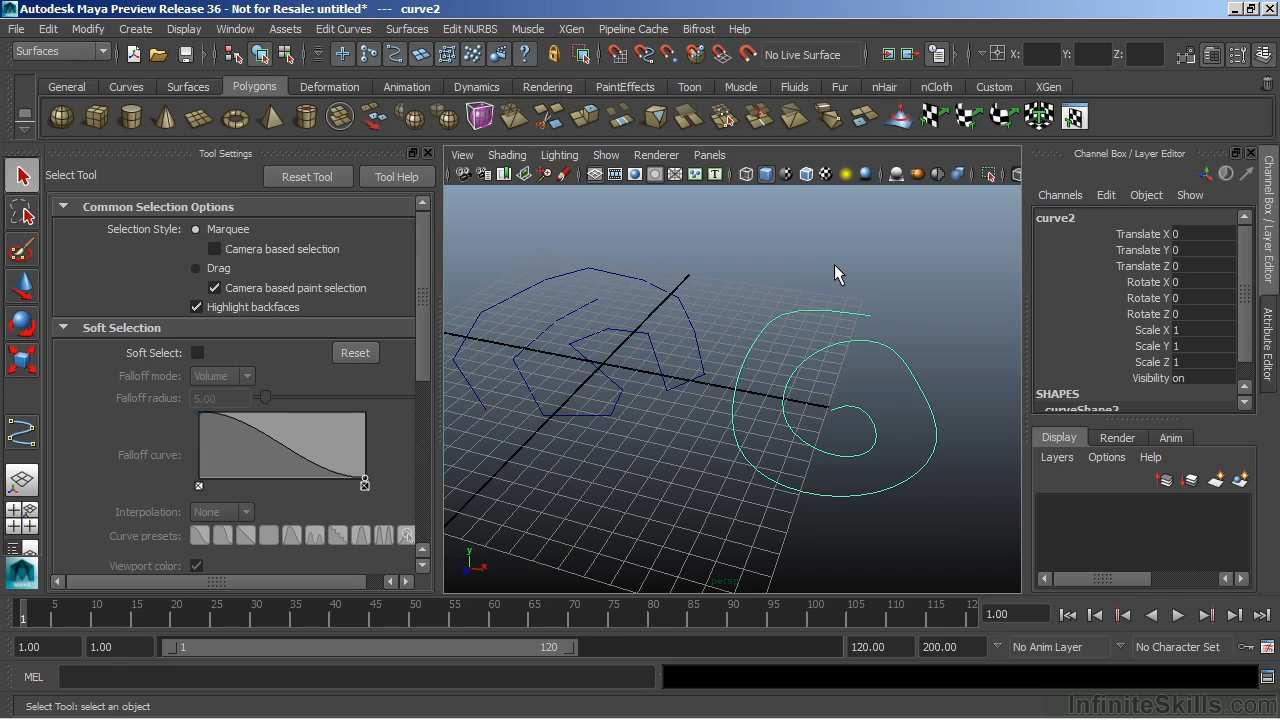 Autodesk Maya Preview Release 36 - Not for Resale: untitled* --- curve2
File Edit Modify Create Display Window Assets Edit Curves Surfaces Edit NURBS Muscle XGen Pipeline Cache Bifrost Help
Surfaces No Live Surface X: Y: Z:
General Curves Surfaces Polygons Deformation Animation Dynamics Rendering PaintEffects Toon Muscle Fluids Fur nHair nCloth Custom XGen
Tool Settings
Select Tool Reset Tool Tool Help
Common Selection Options
Selection Style: Marquee
Camera based selection
Drag
Camera based paint selection
Highlight backfaces
Soft Selection
Soft Select: Reset
Falloff mode: Volume
Falloff radius: 5.00
Falloff curve:
Interpolation: None
Curve presets:
Viewport color:
View Shading Lighting Show Renderer Panels
y
x
persp
Channel Box / Layer Editor
Channels Edit Object Show
curve2
Translate X 0
Translate Y 0
Translate Z 0
Rotate X 0
Rotate Y 0
Rotate Z 0
Scale X 1
Scale Y 1
Scale Z 1
Visibility on
SHAPES
curveShape2
Display Render Anim
Layers Options Help
Channel Box / Layer Editor
Attribute Editor
MAYA
1 5 10 15 20 25 30 35 40 45 50 55 60 65 70 75 80 85 90 95 100 105 110 115 12
1.00
1.00 1.00 1 120 120.00 200.00 No Anim Layer No Character Set
MEL
Select Tool: select an object
InfiniteSkills.com